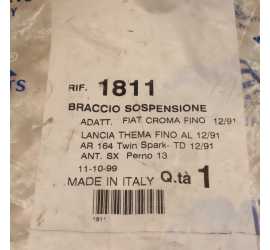 RIF. 1811
BRACCIO SOSPENSIONE
ADATT. FIAT CROMA FINO 12/91
LANCIA THEMA FINO AL 12/91
AR 164 Twin Spark- TD 12/91
ANT. SX Perno 13
11-10-99
MADE IN ITALY Q.tà 1
1811